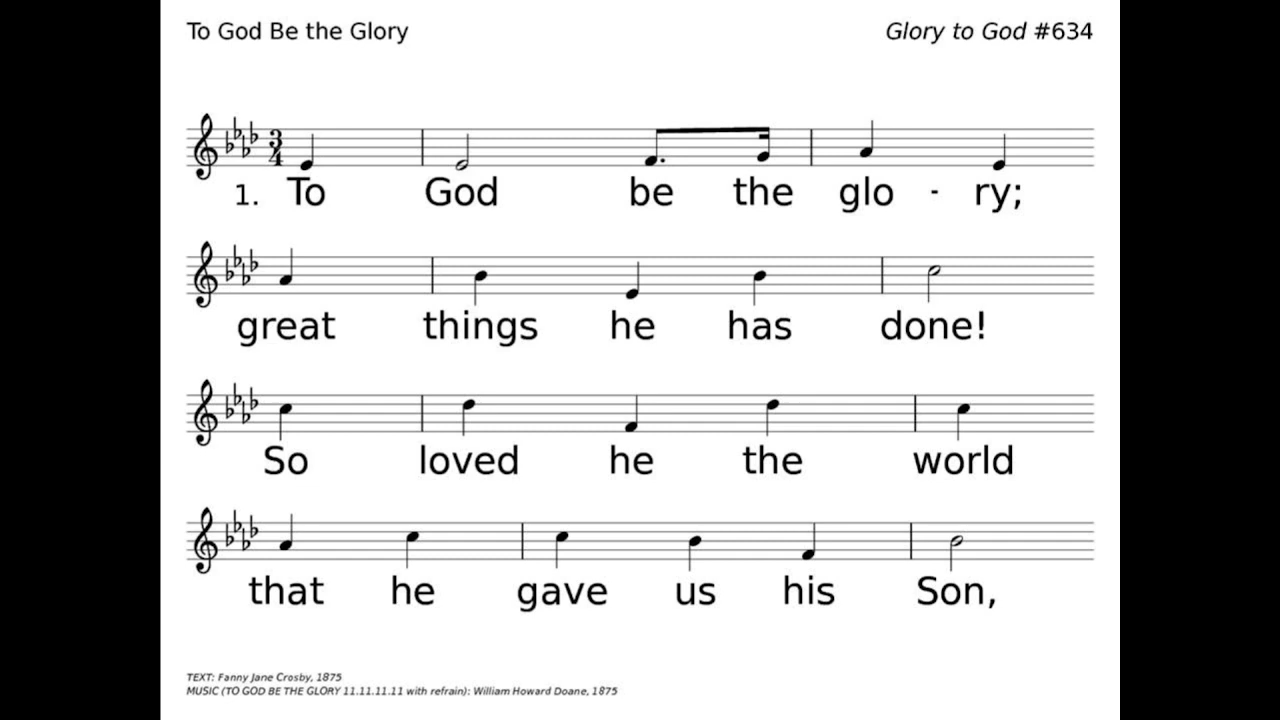 To God Be the Glory
Glory to God #634
3
4
1. To God be the glo - ry;
great things he has done!
So loved he the world
that he gave us his Son,
TEXT: Fanny Jane Crosby, 1875
MUSIC (TO GOD BE THE GLORY 11.11.11.11 with refrain): William Howard Doane, 1875